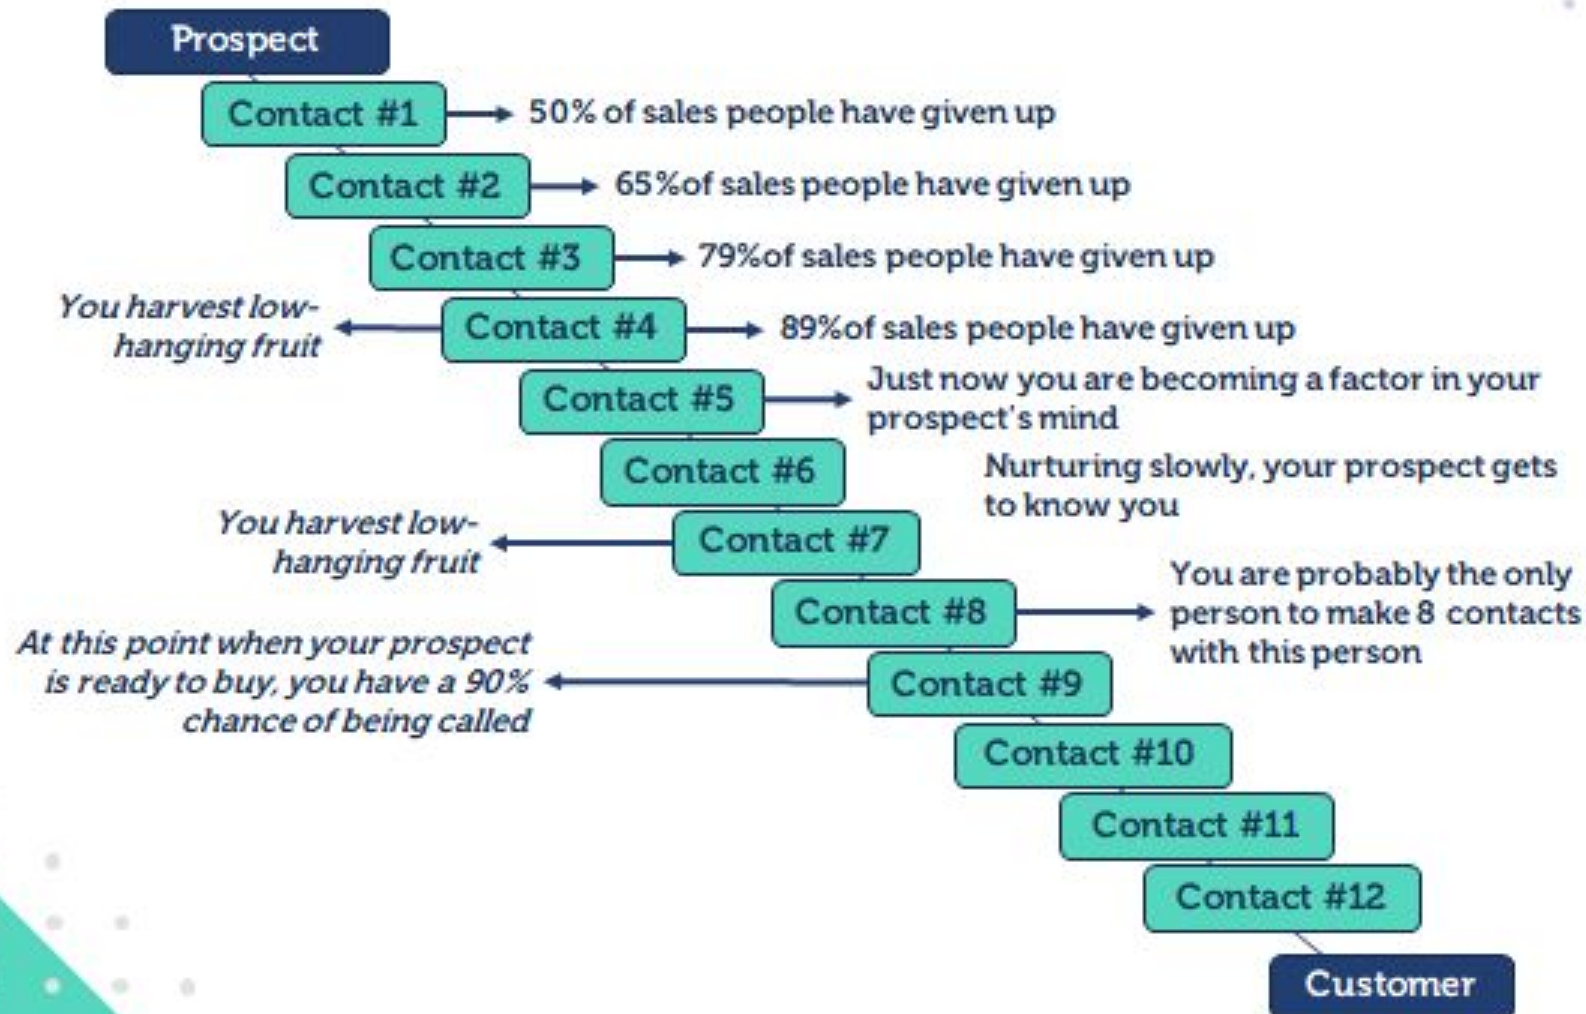 Prospect
Contact #1
50% of sales people have given up
Contact #2
65%of sales people have given up
Contact #3
79%of sales people have given up
You harvest low-
hanging fruit
Contact #4
89%of sales people have given up
Contact #5
Just now you are becoming a factor in your
prospect's mind
Contact #6
Nurturing slowly, your prospect gets
to know you
You harvest low-
hanging fruit
Contact #7
Contact #8
You are probably the only
person to make 8 contacts
with this person
At this point when your prospect
is ready to buy, you have a 90%
chance of being called
Contact #9
Contact #10
Contact #11
Contact #12
Customer